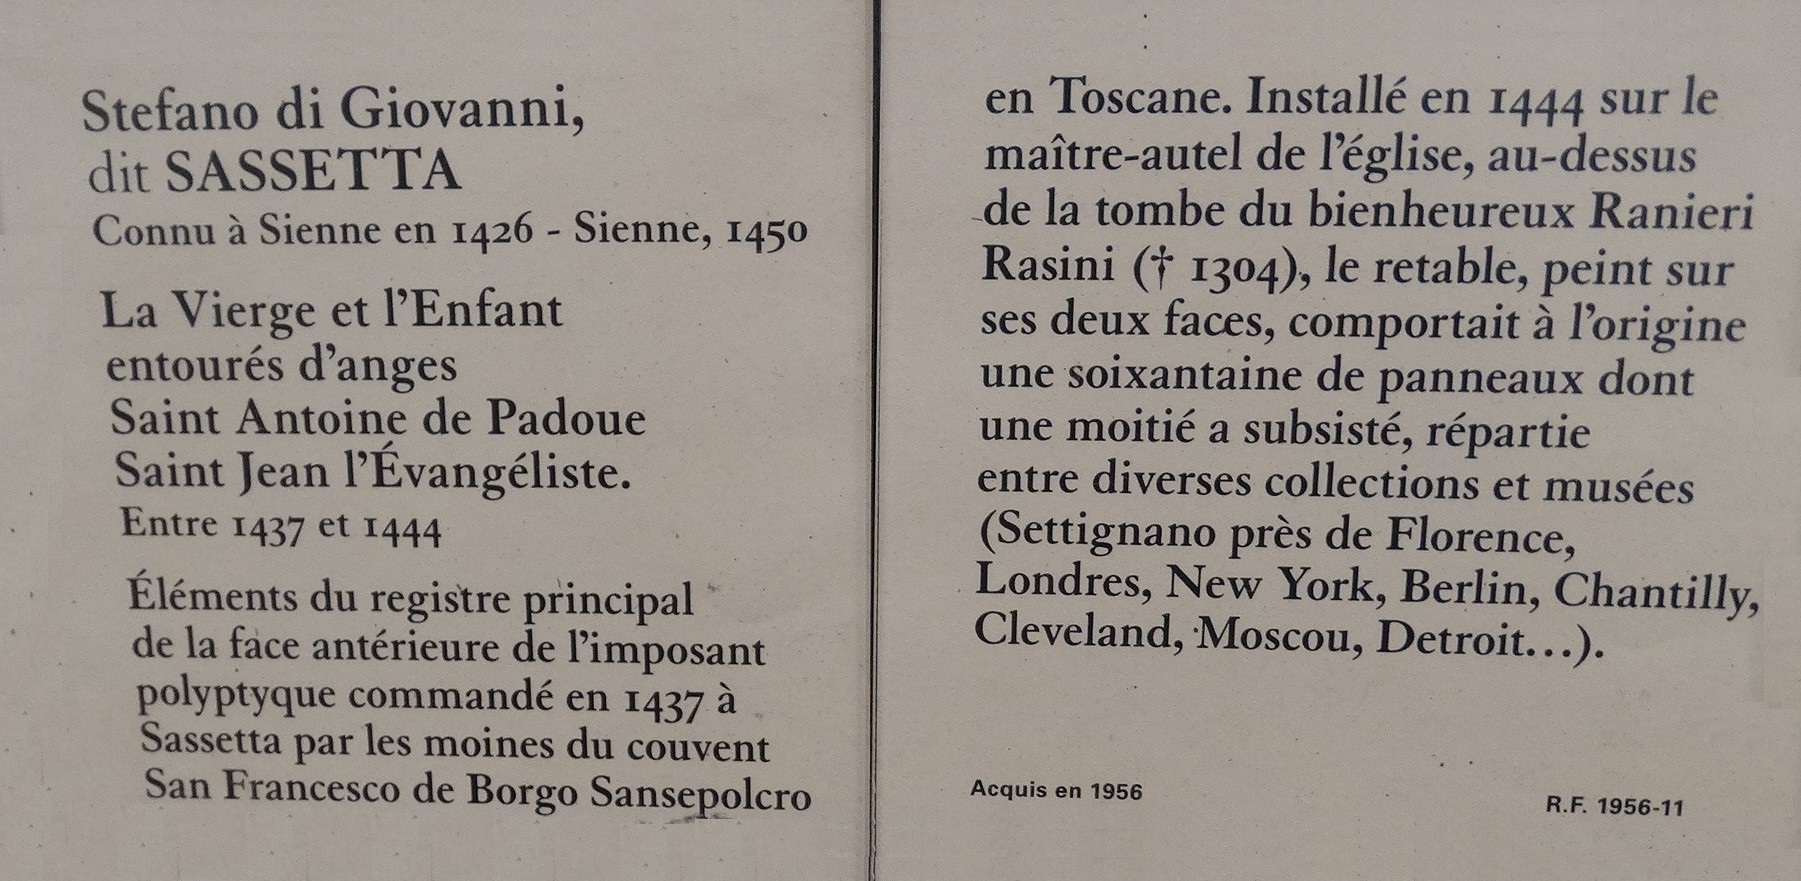 Stefano di Giovanni,
dit SASSETTA
Connu à Sienne en 1426 - Sienne, 1450
La Vierge et l'Enfant
entourés d'anges
Saint Antoine de Padoue
Saint Jean l'Évangéliste.
Entre 1437 et 1444
Éléments du registre principal
de la face antérieure de l'imposant
polyptyque commandé en 1437 à
Sassetta par les moines du couvent
San Francesco de Borgo Sansepolcro
en Toscane. Installé en 1444 sur le
maître-autel de l'église, au-dessus
de la tombe du bienheureux Ranieri
Rasini († 1304), le retable, peint sur
ses deux faces, comportait à l'origine
une soixantaine de panneaux dont
une moitié a subsisté, répartie
entre diverses collections et musées
(Settignano près de Florence,
Londres, New York, Berlin, Chantilly,
Cleveland, Moscou, Detroit...).
Acquis en 1956
R.F. 1956-11